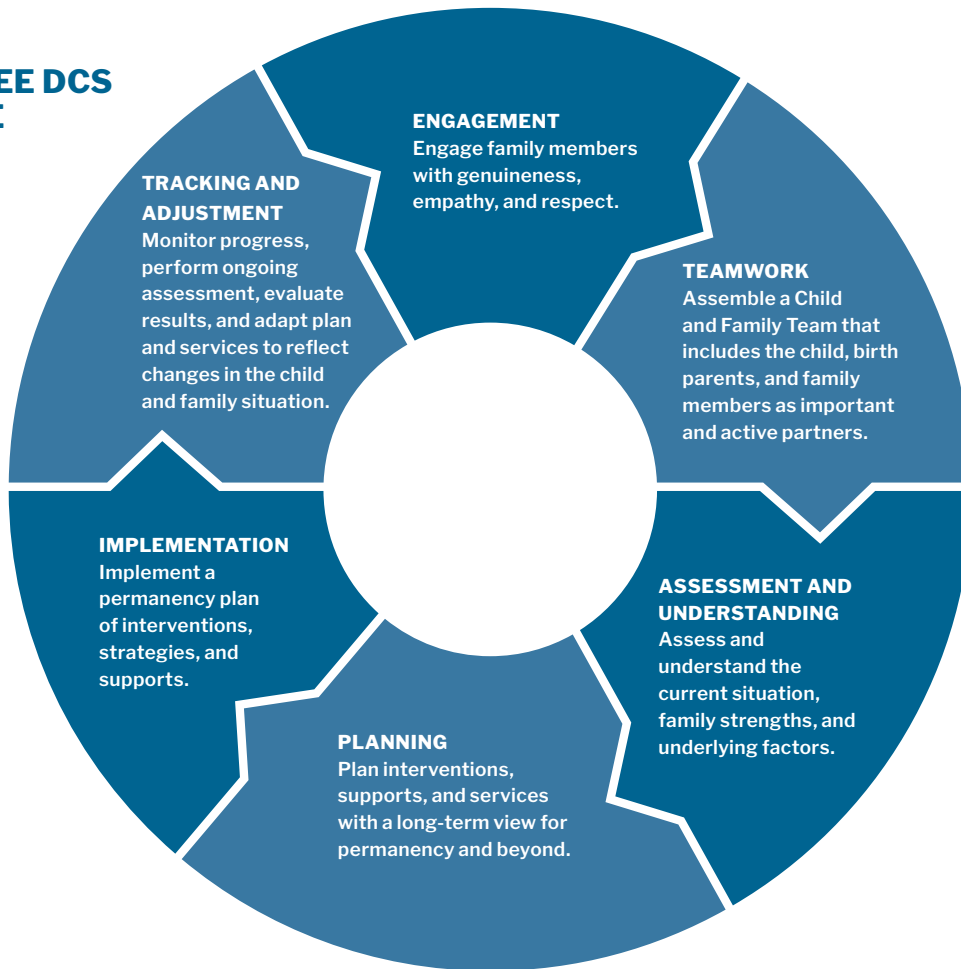 DCS
ENGAGEMENT
Engage family members
with genuineness,
empathy, and respect.
TEAMWORK
Assemble a Child
and Family Team that
includes the child, birth
parents, and family
members as important
and active partners.
ASSESSMENT AND
UNDERSTANDING
Assess and
understand the
current situation,
family strengths, and
underlying factors.
PLANNING
Plan interventions,
supports, and services
with a long-term view for
permanency and beyond.
IMPLEMENTATION
Implement a
permanency plan
of interventions,
strategies, and
supports.
TRACKING AND
ADJUSTMENT
Monitor progress,
perform ongoing
assessment, evaluate
results, and adapt plan
and services to reflect
changes in the child
and family situation.